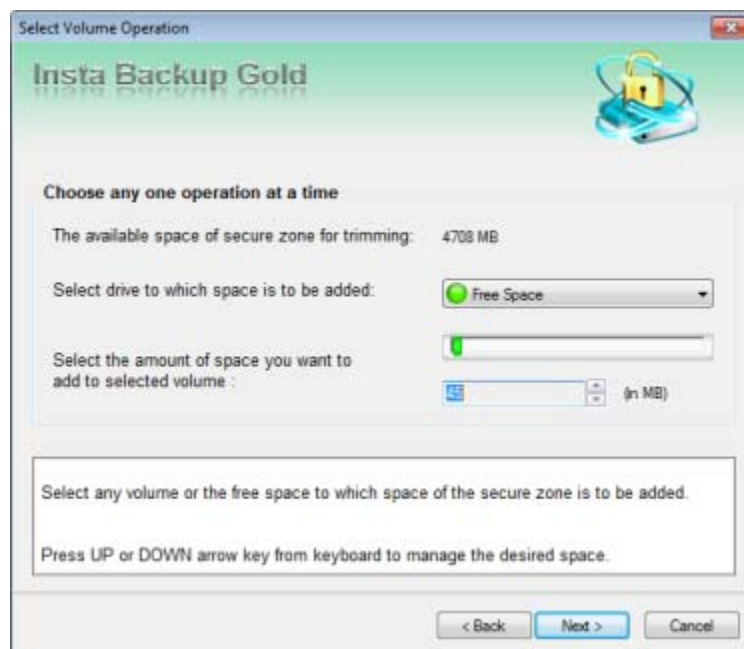 Select Volume Operation
Insta Backup Gold
Choose any one operation at a time
The available space of secure zone for trimming: 4708 MB
Select drive to which space is to be added: Free Space
Select the amount of space you want to
add to selected volume :
45 (in MB)
Select any volume or the free space to which space of the secure zone is to be added.
Press UP or DOWN arrow key from keyboard to manage the desired space.
< Back Next > Cancel